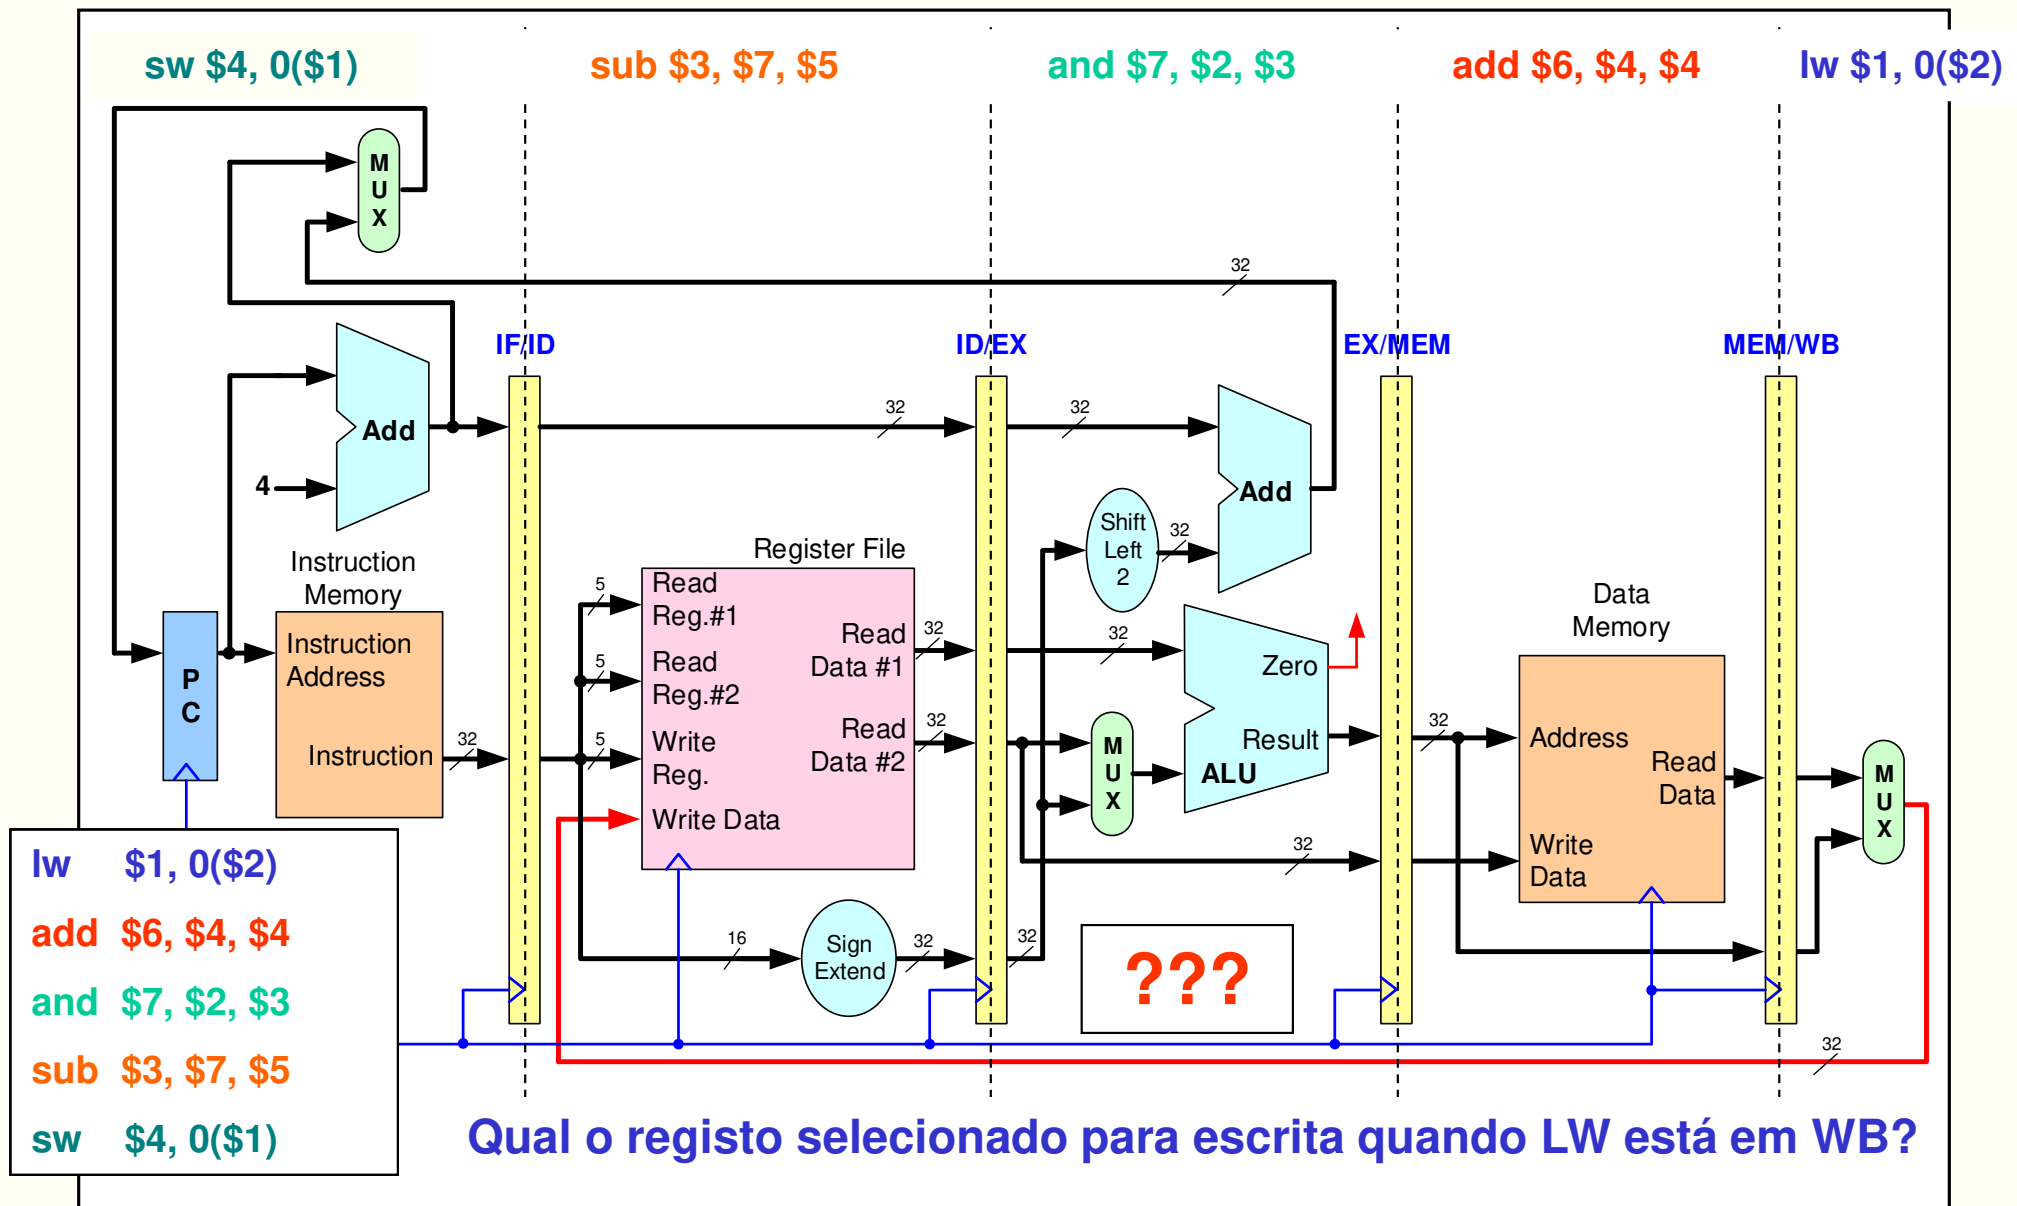 sw $4, 0($1)
sub $3, $7, $5
and $7, $2, $3
add $6, $4, $4
lw $1, 0($2)
M
U
X
32
IF/ID
ID/EX
EX/MEM
MEM/WB
Add
32
32
4
Add
Shift
Left
2
32
Instruction
Memory
Register File
Data
Memory
P
C
Instruction
Address
Instruction
32
5
5
5
Read
Reg.#1
Read
Reg.#2
Write
Reg.
Write Data
Read
Data #1
Read
Data #2
32
32
32
M
U
X
Zero
Result
ALU
32
32
Address
Read
Data
Write
Data
M
U
X
16
Sign
Extend
32
32
???
32
lw $1, 0($2)
add $6, $4, $4
and $7, $2, $3
sub $3, $7, $5
sw $4, 0($1)
Qual o registo selecionado para escrita quando LW está em WB?